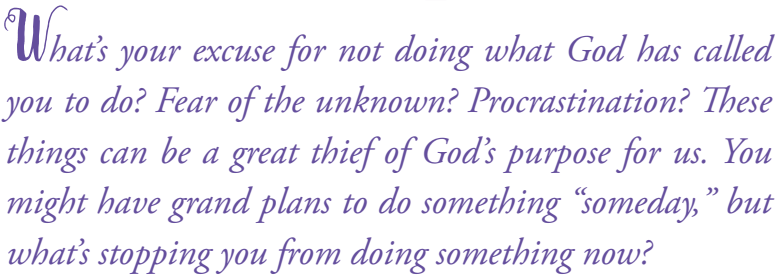 What's your excuse for not doing what God has called
you to do? Fear of the unknown? Procrastination? These
things can be a great thief of God's purpose for us. You
might have grand plans to do something “someday,” but
what's stopping you from doing something now?